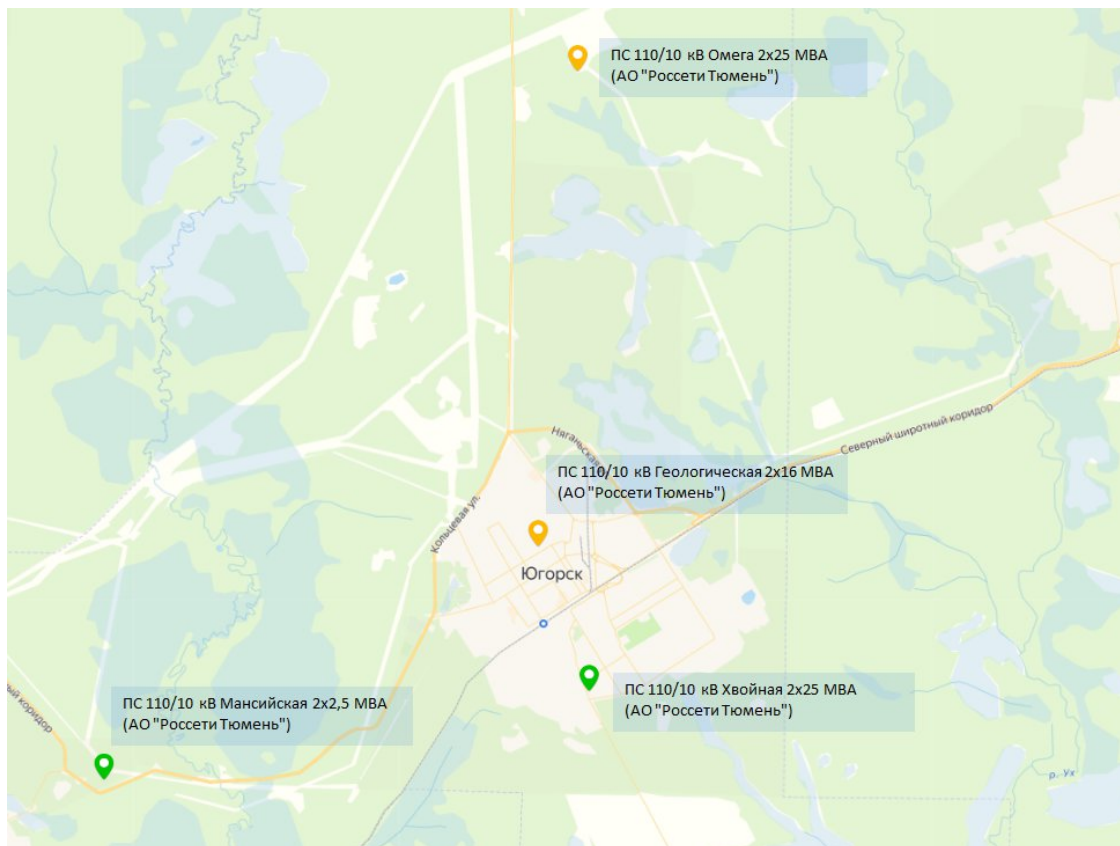 ПС 110/10 кВ Омега 2х25 МВА
(АО "Россети Тюмень")
Няганьская
Северный широтный коридор
ПС 110/10 кВ Геологическая 2х16 МВА
(АО "Россети Тюмень")
Кольцевая ул.
Югорск
ПС 110/10 кВ Хвойная 2х25 МВА
(АО "Россети Тюмень")
ПС 110/10 кВ Мансийская 2х2,5 МВА
(АО "Россети Тюмень")
ный коридор
р. Ух